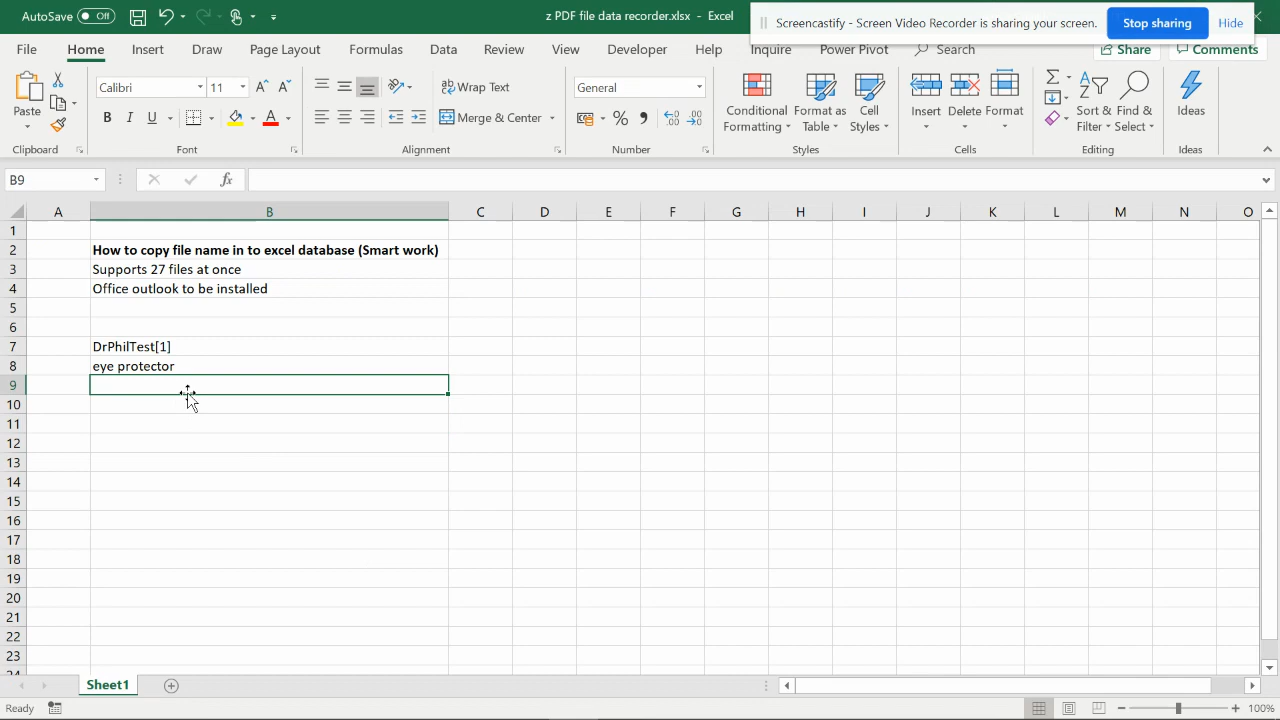 AutoSave Off z PDF file data recorder.xlsx - Excel
Screencastify - Screen Video Recorder is sharing your screen. Stop sharing Hide
File Home Insert Draw Page Layout Formulas Data Review View Developer Help Inquire Power Pivot Search Share Comments
Calibri 11 Wrap Text General
Paste B I U Merge & Center % Conditional Formatting Format as Table Cell Styles Insert Delete Format Sort & Filter Find & Select Ideas
Clipboard Font Alignment Number Styles Cells Editing Ideas
B9 fx
A B C D E F G H I J K L M N O
1
2 How to copy file name in to excel database (Smart work)
3 Supports 27 files at once
4 Office outlook to be installed
5
6
7 DrPhilTest[1]
8 eye protector
9
10
11
12
13
14
15
16
17
18
19
20
21
22
23
24
Sheet1
Ready 100%